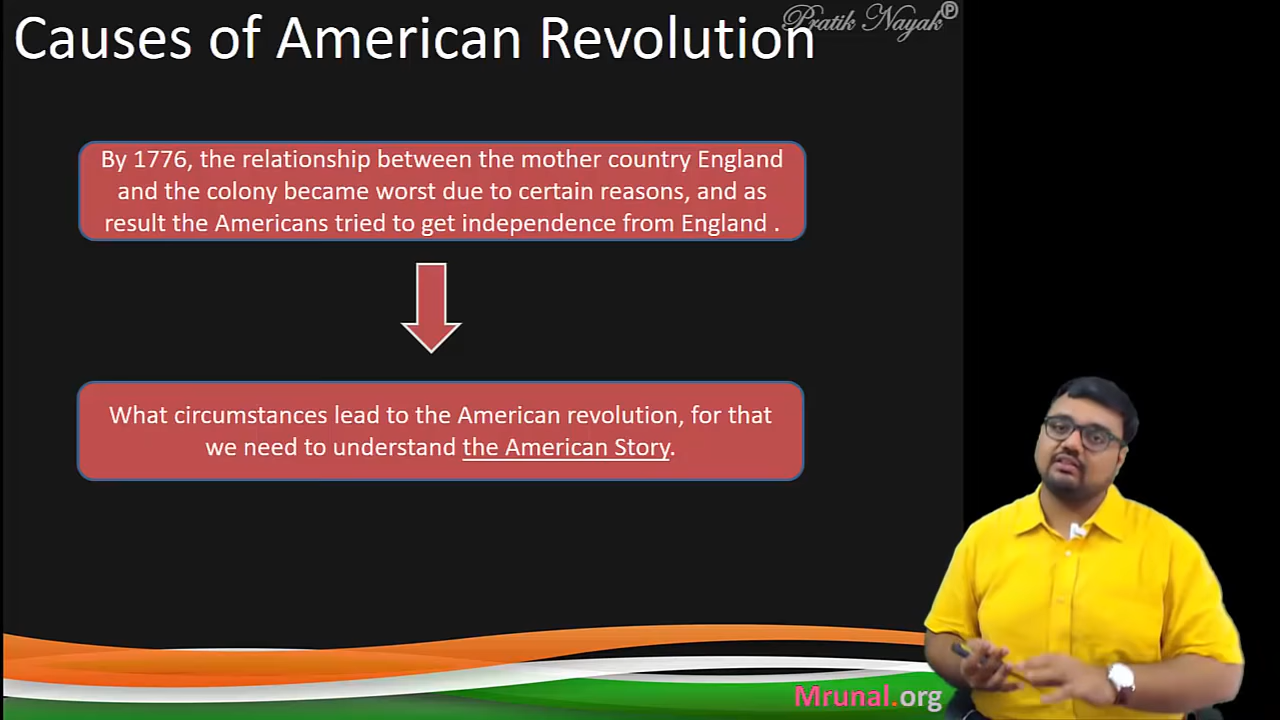 Causes of American Revolution
Pratik Nayak℗
By 1776, the relationship between the mother country England
and the colony became worst due to certain reasons, and as
result the Americans tried to get independence from England .
What circumstances lead to the American revolution, for that
we need to understand the American Story.
Mrunal.org